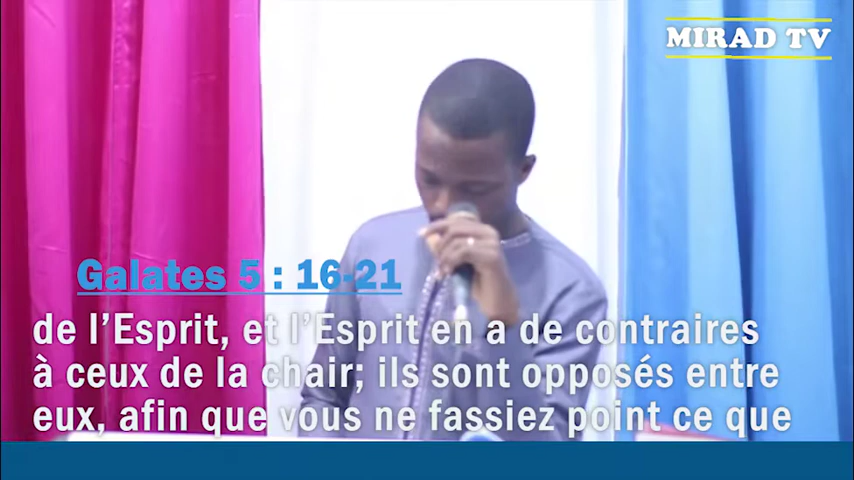 MIRAD TV
Galates 5 : 16-21
de l’Esprit, et l’Esprit en a de contraires
à ceux de la chair; ils sont opposés entre
eux, afin que vous ne fassiez point ce que